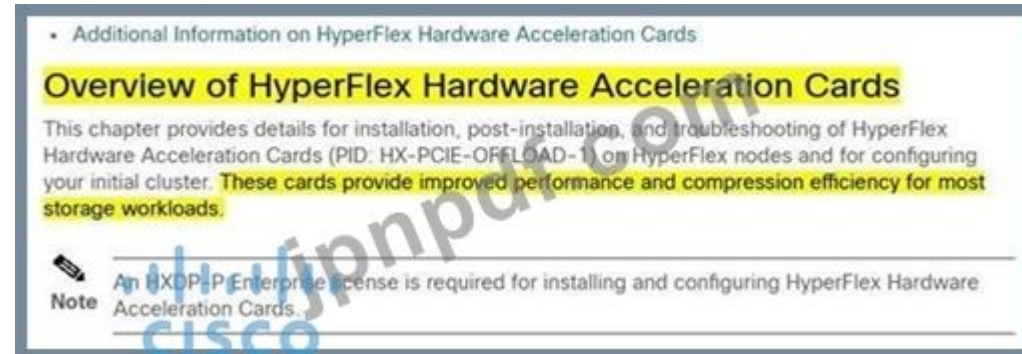 • Additional Information on HyperFlex Hardware Acceleration Cards
Overview of HyperFlex Hardware Acceleration Cards
This chapter provides details for installation, post-installation, and troubleshooting of HyperFlex
Hardware Acceleration Cards (PID: HX-PCIE-OFFLOAD-1) on HyperFlex nodes and for configuring
your initial cluster. These cards provide improved performance and compression efficiency for most
storage workloads.
An HXDP-P Enterprise license is required for installing and configuring HyperFlex Hardware
Note
Acceleration Cards.
jpnpdf.com
CISCO